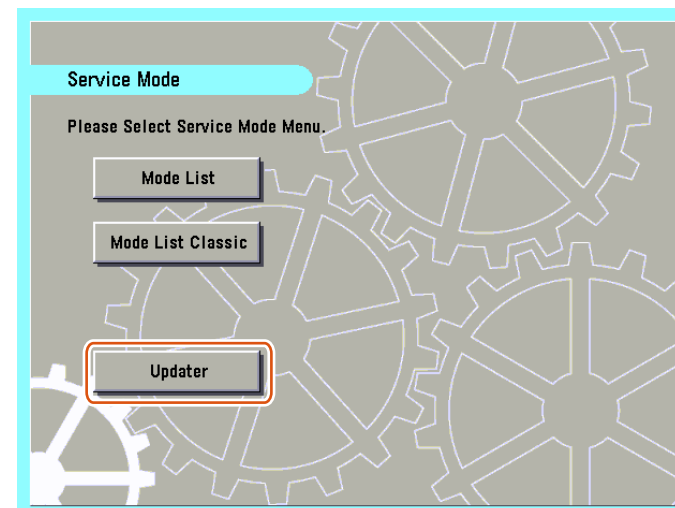 Service Mode
Please Select Service Mode Menu.
Mode List
Mode List Classic
Updater